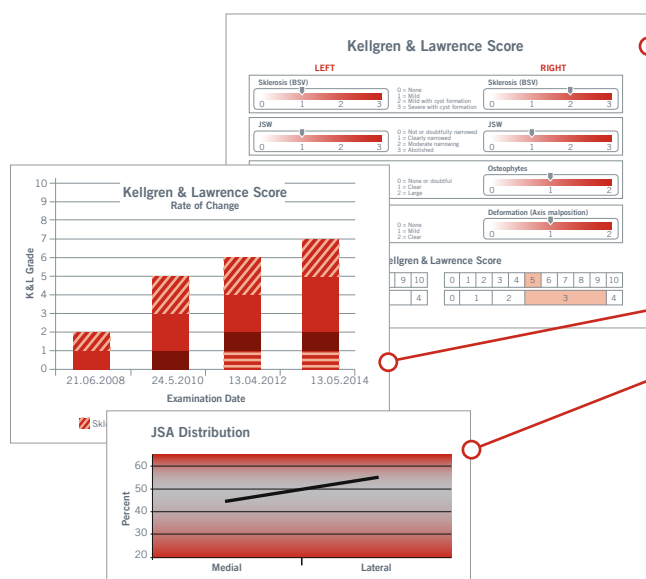 Kellgren & Lawrence Score
LEFT RIGHT
Sklerosis (BSV)
0 1 2 3
0 = None
1 = Mild
2 = Mild with cyst formation
3 = Severe with cyst formation
Sklerosis (BSV)
0 1 2 3
JSW
0 1 2 3
0 = Not or doubtfully narrowed
1 = Clearly narrowed
2 = Moderate narrowing
3 = Abolished
JSW
0 1 2 3
0 = None or doubtful
1 = Clear
2 = Large
Osteophytes
0 1 2
0 = None
1 = Mild
2 = Clear
Deformation (Axis malposition)
0 1 2
ellgren & Lawrence Score
9 10 0 1 2 3 4 5 6 7 8 9 10
4 0 1 2 3 4
Kellgren & Lawrence Score
Rate of Change
K & L Grade
10
9
8
7
6
5
4
3
2
1
0
21.06.2008 24.5.2010 13.04.2012 13.05.2014
Examination Date
Skl
JSA Distribution
Percent
60
50
40
30
20
Medial Lateral